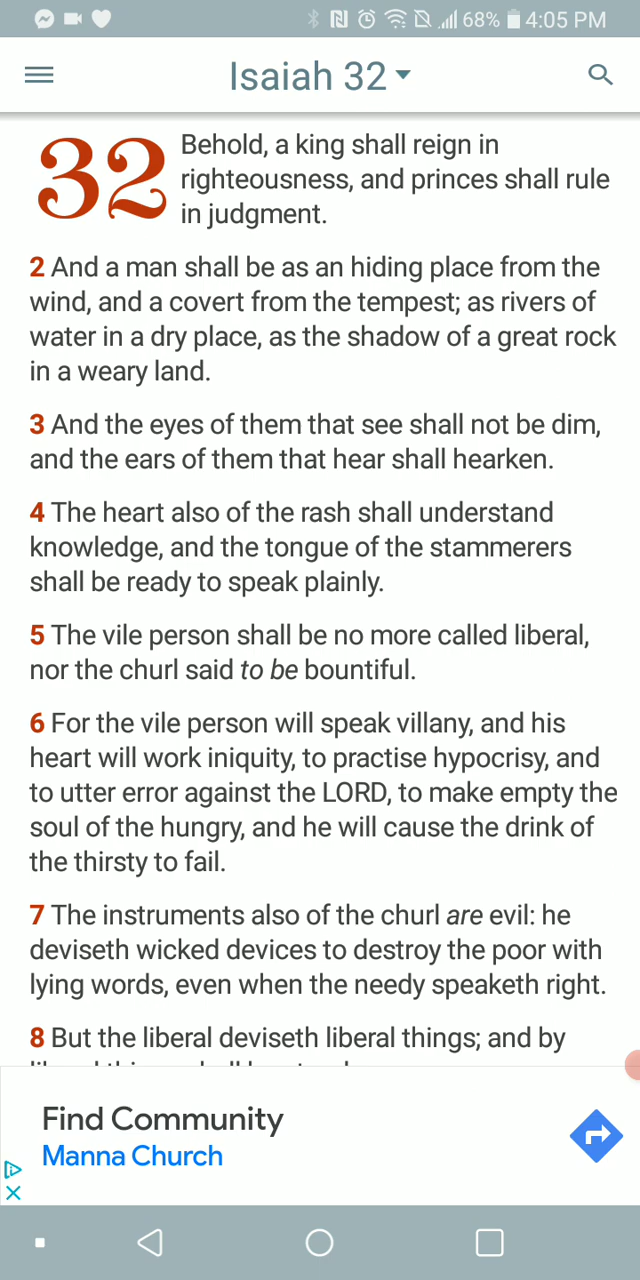 68% 4:05 PM
Isaiah 32
32 Behold, a king shall reign in
righteousness, and princes shall rule
in judgment.
2 And a man shall be as an hiding place from the
wind, and a covert from the tempest; as rivers of
water in a dry place, as the shadow of a great rock
in a weary land.
3 And the eyes of them that see shall not be dim,
and the ears of them that hear shall hearken.
4 The heart also of the rash shall understand
knowledge, and the tongue of the stammerers
shall be ready to speak plainly.
5 The vile person shall be no more called liberal,
nor the churl said to be bountiful.
6 For the vile person will speak villany, and his
heart will work iniquity, to practise hypocrisy, and
to utter error against the LORD, to make empty the
soul of the hungry, and he will cause the drink of
the thirsty to fail.
7 The instruments also of the churl are evil: he
deviseth wicked devices to destroy the poor with
lying words, even when the needy speaketh right.
8 But the liberal deviseth liberal things; and by
Find Community
Manna Church